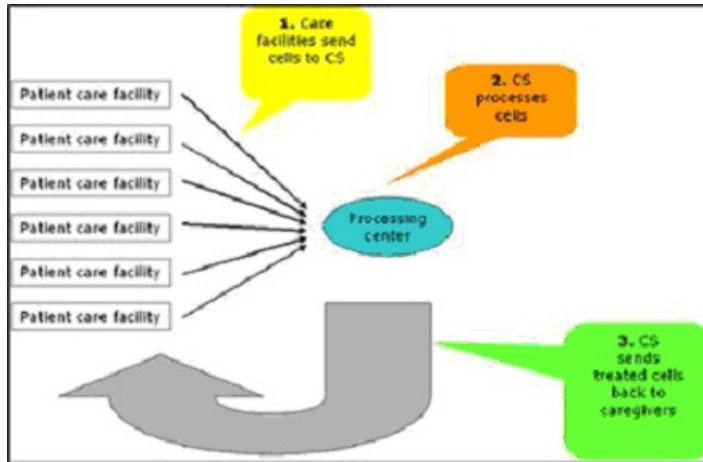 1. Care
facilities send
cells to CS
Patient care facility
Patient care facility
Patient care facility
Patient care facility
Patient care facility
Patient care facility
2. CS
processes
cells
Processing
center
3. CS
sends
treated cells
back to
caregivers